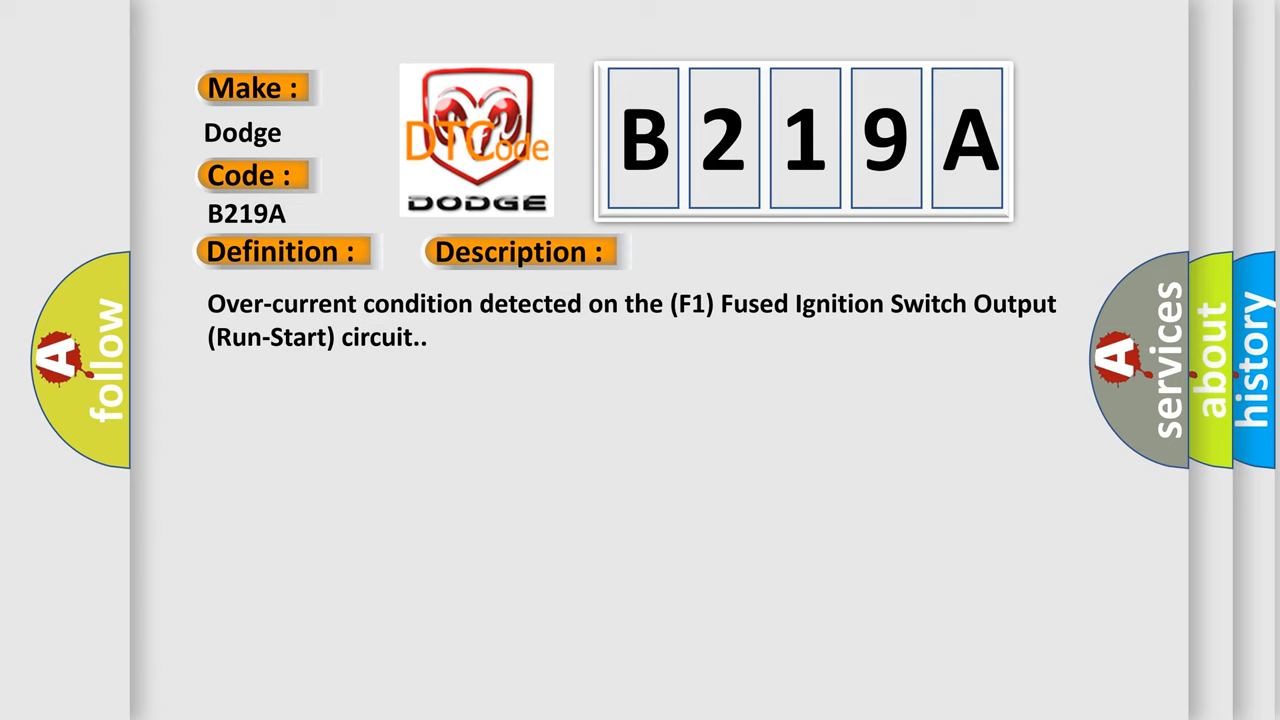 Make :
Dodge
Code :
B219A
Definition :
Description :
Over-current condition detected on the (F1) Fused Ignition Switch Output
(Run-Start) circuit..
DTCode
DODGE
B 2 1 9 A
A follow
A services
about
history